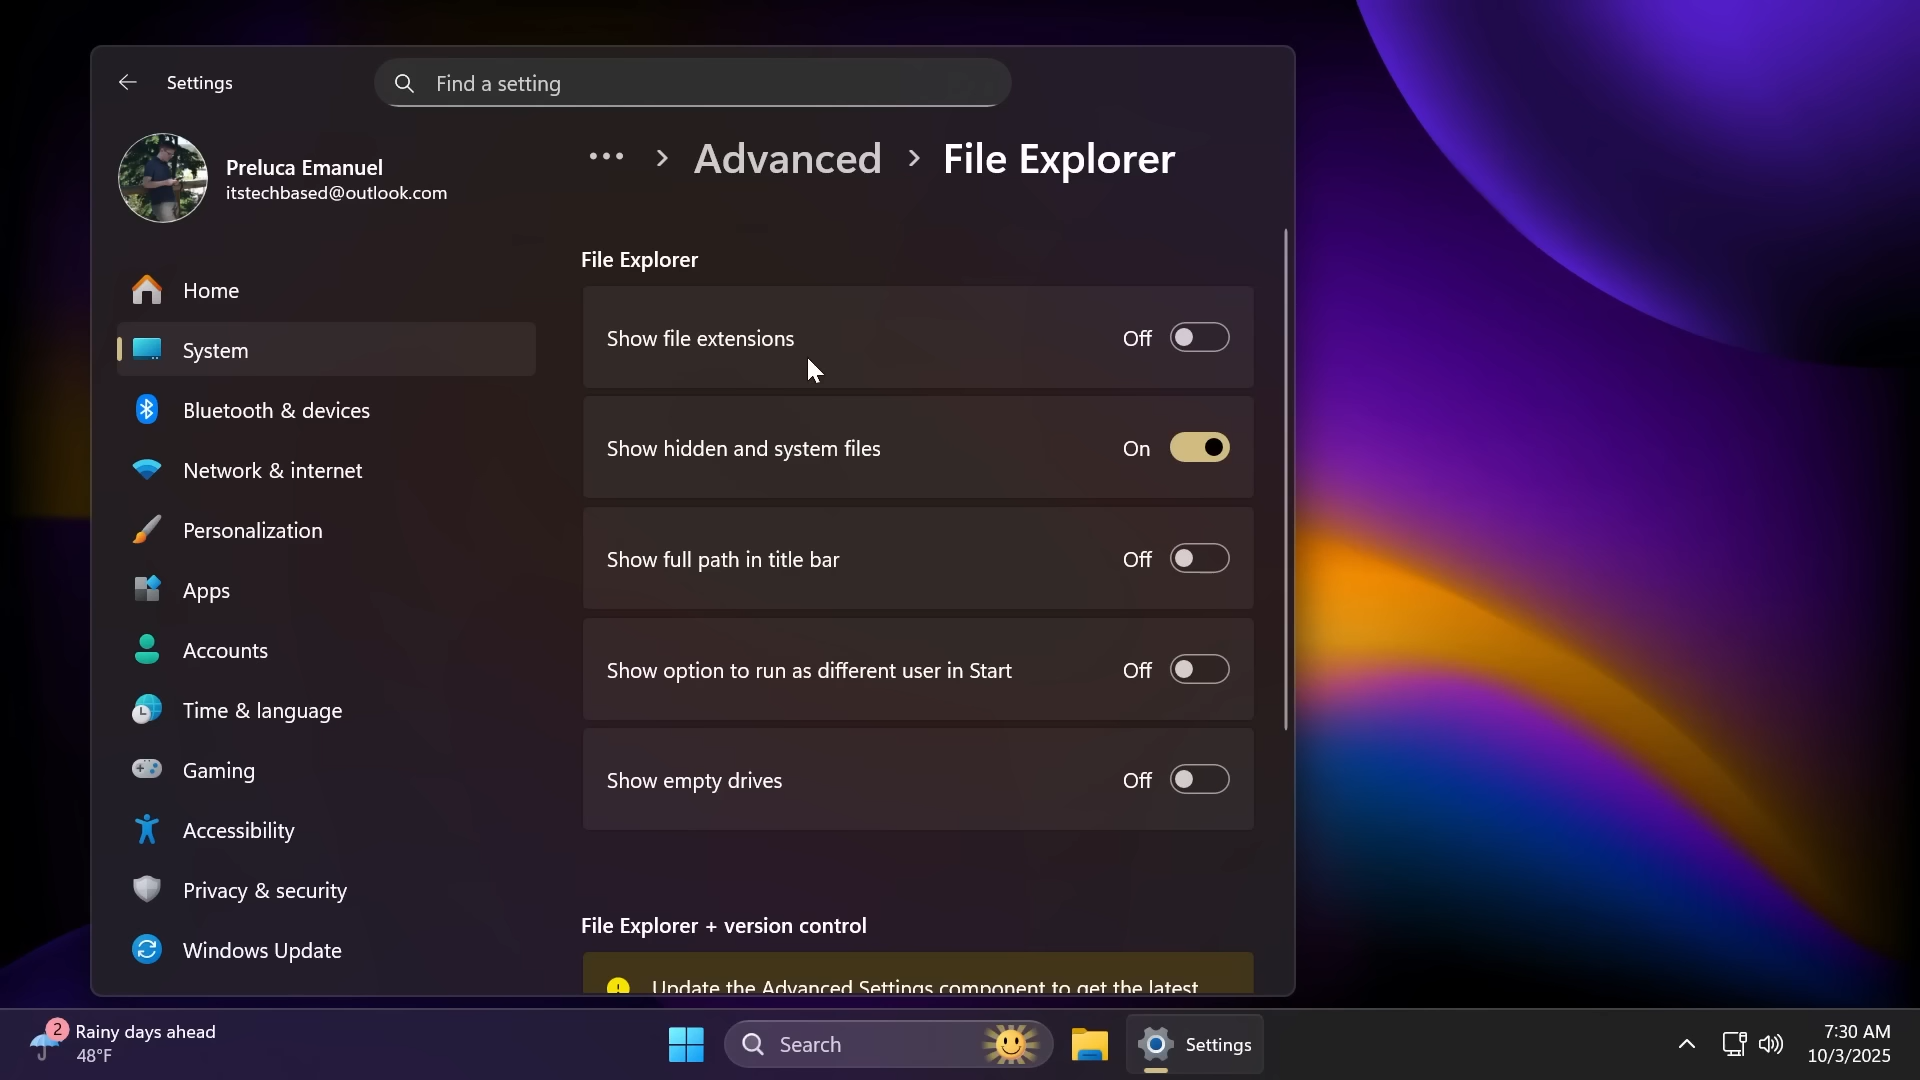 Settings
Find a setting
Preluca Emanuel
itstechbased@outlook.com
... > Advanced > File Explorer
Home
System
Bluetooth & devices
Network & internet
Personalization
Apps
Accounts
Time & language
Gaming
Accessibility
Privacy & security
Windows Update
File Explorer
Show file extensions Off
Show hidden and system files On
Show full path in title bar Off
Show option to run as different user in Start Off
Show empty drives Off
File Explorer + version control
Update the Advanced Settings component to get the latest
2
Rainy days ahead
48°F
Search
Settings
7:30 AM
10/3/2025